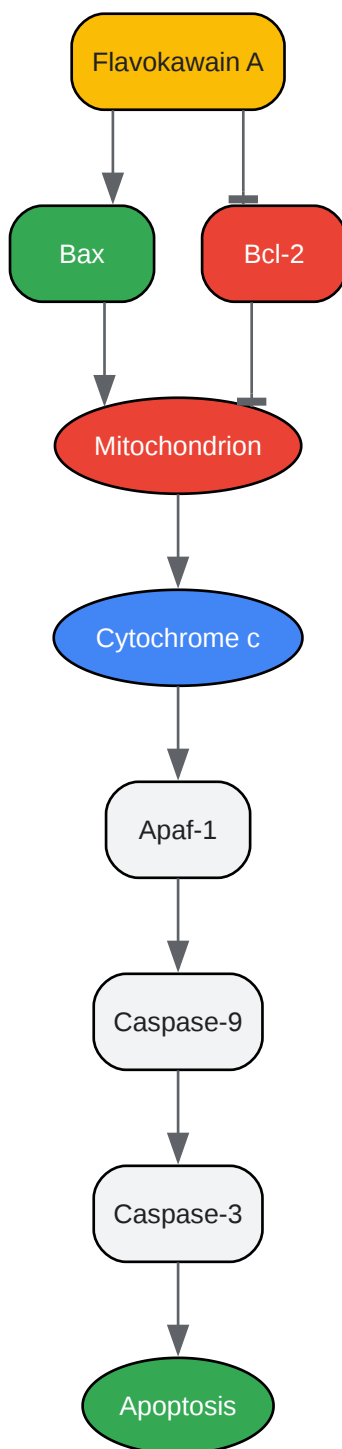 Flavokawain A
Bax
Bcl-2
Mitochondrion
Cytochrome c
Apaf-1
Caspase-9
Caspase-3
Apoptosis